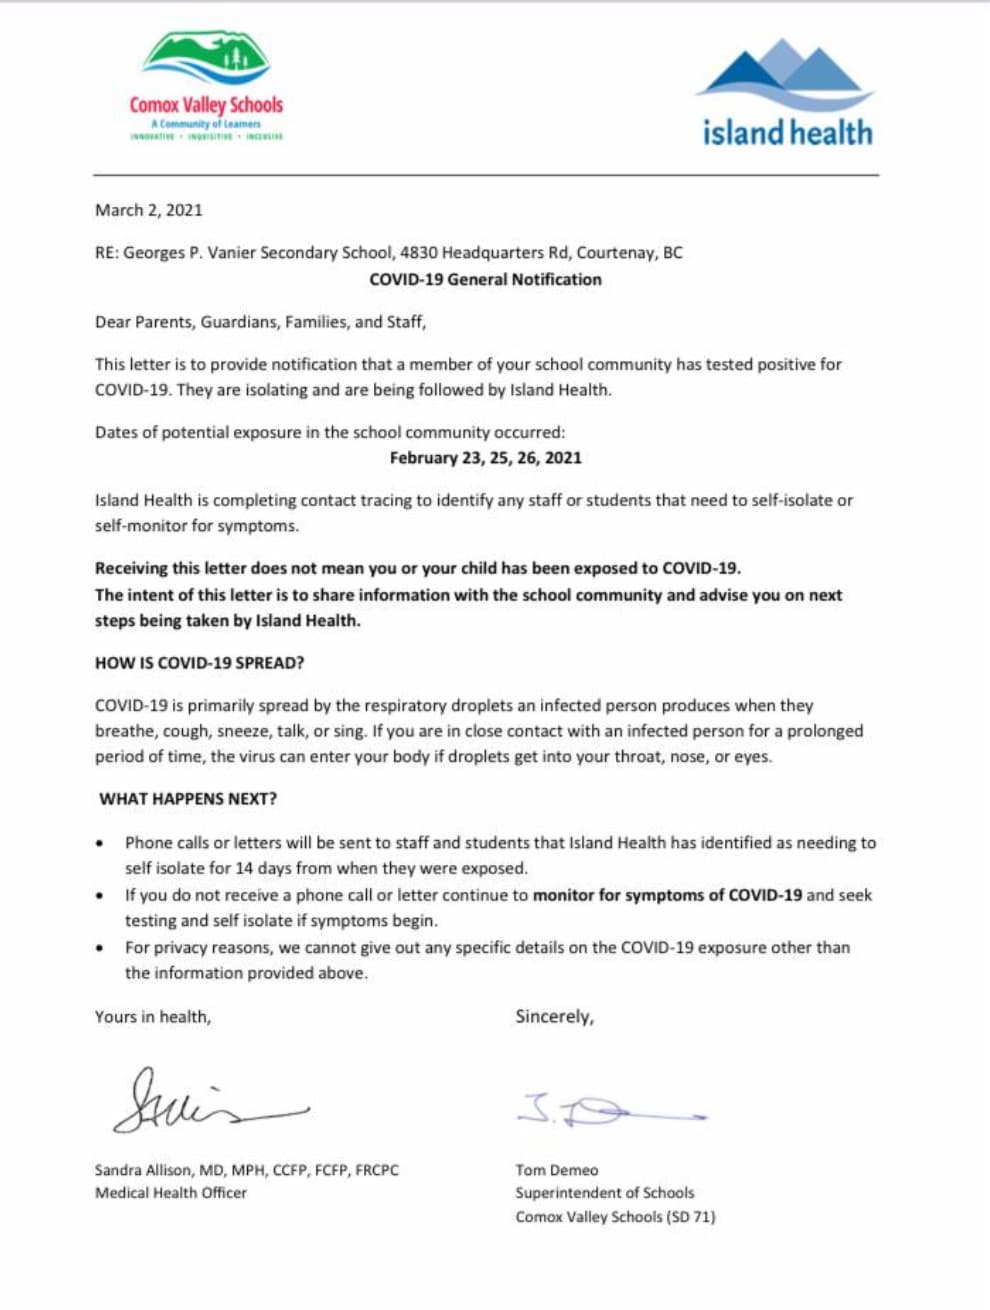 Comox Valley Schools
A Community of Learners
INNOVATIVE • INQUISITIVE • INCLUSIVE
island health
March 2, 2021
RE: Georges P. Vanier Secondary School, 4830 Headquarters Rd, Courtenay, BC
COVID-19 General Notification
Dear Parents, Guardians, Families, and Staff,
This letter is to provide notification that a member of your school community has tested positive for
COVID-19. They are isolating and are being followed by Island Health.
Dates of potential exposure in the school community occurred:
February 23, 25, 26, 2021
Island Health is completing contact tracing to identify any staff or students that need to self-isolate or
self-monitor for symptoms.
Receiving this letter does not mean you or your child has been exposed to COVID-19.
The intent of this letter is to share information with the school community and advise you on next
steps being taken by Island Health.
HOW IS COVID-19 SPREAD?
COVID-19 is primarily spread by the respiratory droplets an infected person produces when they
breathe, cough, sneeze, talk, or sing. If you are in close contact with an infected person for a prolonged
period of time, the virus can enter your body if droplets get into your throat, nose, or eyes.
WHAT HAPPENS NEXT?
• Phone calls or letters will be sent to staff and students that Island Health has identified as needing to
self isolate for 14 days from when they were exposed.
• If you do not receive a phone call or letter continue to monitor for symptoms of COVID-19 and seek
testing and self isolate if symptoms begin.
• For privacy reasons, we cannot give out any specific details on the COVID-19 exposure other than
the information provided above.
Yours in health,
Sincerely,
Sandra Allison, MD, MPH, CCFP, FCFP, FRCPC
Medical Health Officer
Tom Demeo
Superintendent of Schools
Comox Valley Schools (SD 71)